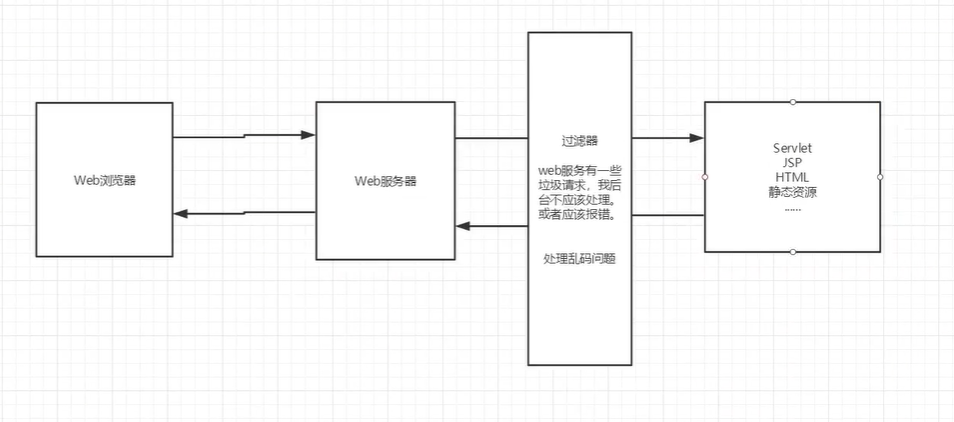 Web浏览器
Web服务器
过滤器
web服务有一些
垃圾请求，我后
台不应该处理。
或者应该报错。
处理乱码问题
Servlet
JSP
HTML
静态资源
......